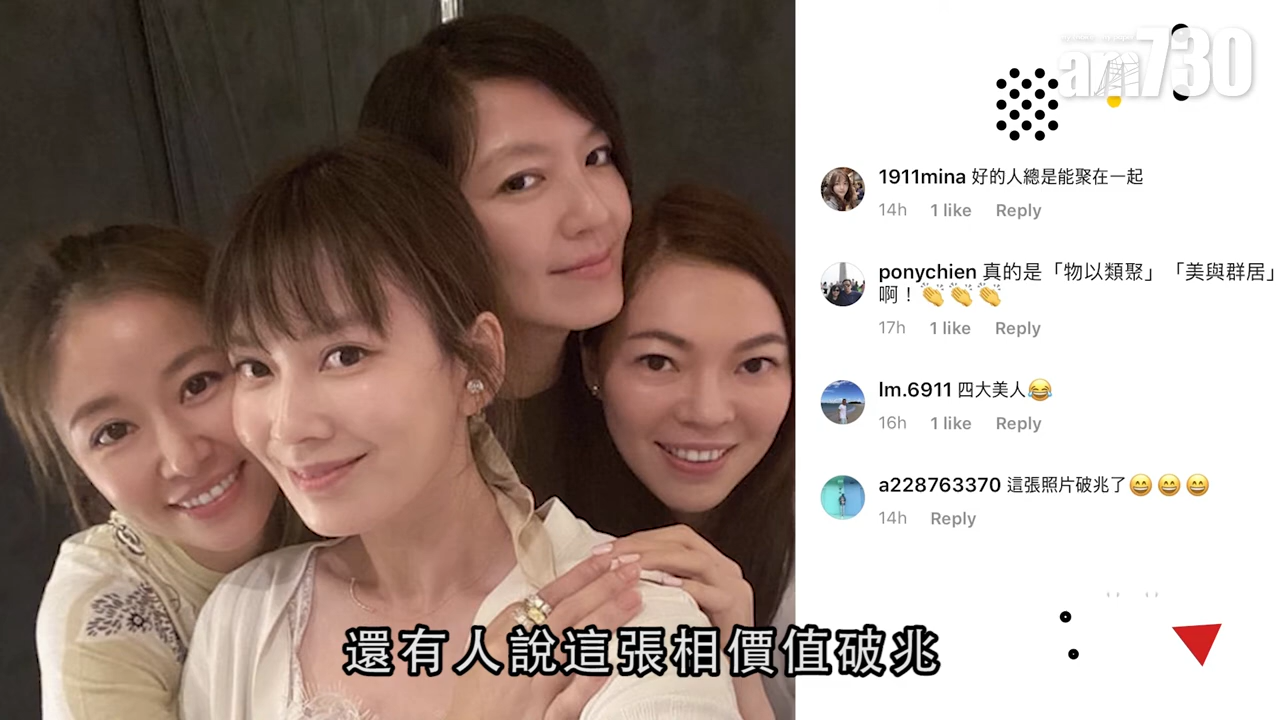 am730
1911mina 好的人總是能聚在一起
14h 1 like Reply
ponychien 真的是「物以類聚」「美與群居」
啊！👏👏👏
17h 1 like Reply
lm.6911 四大美人😂
16h 1 like Reply
a228763370 這張照片破兆了😄😄😄
14h Reply
還有人說這張相價值破兆